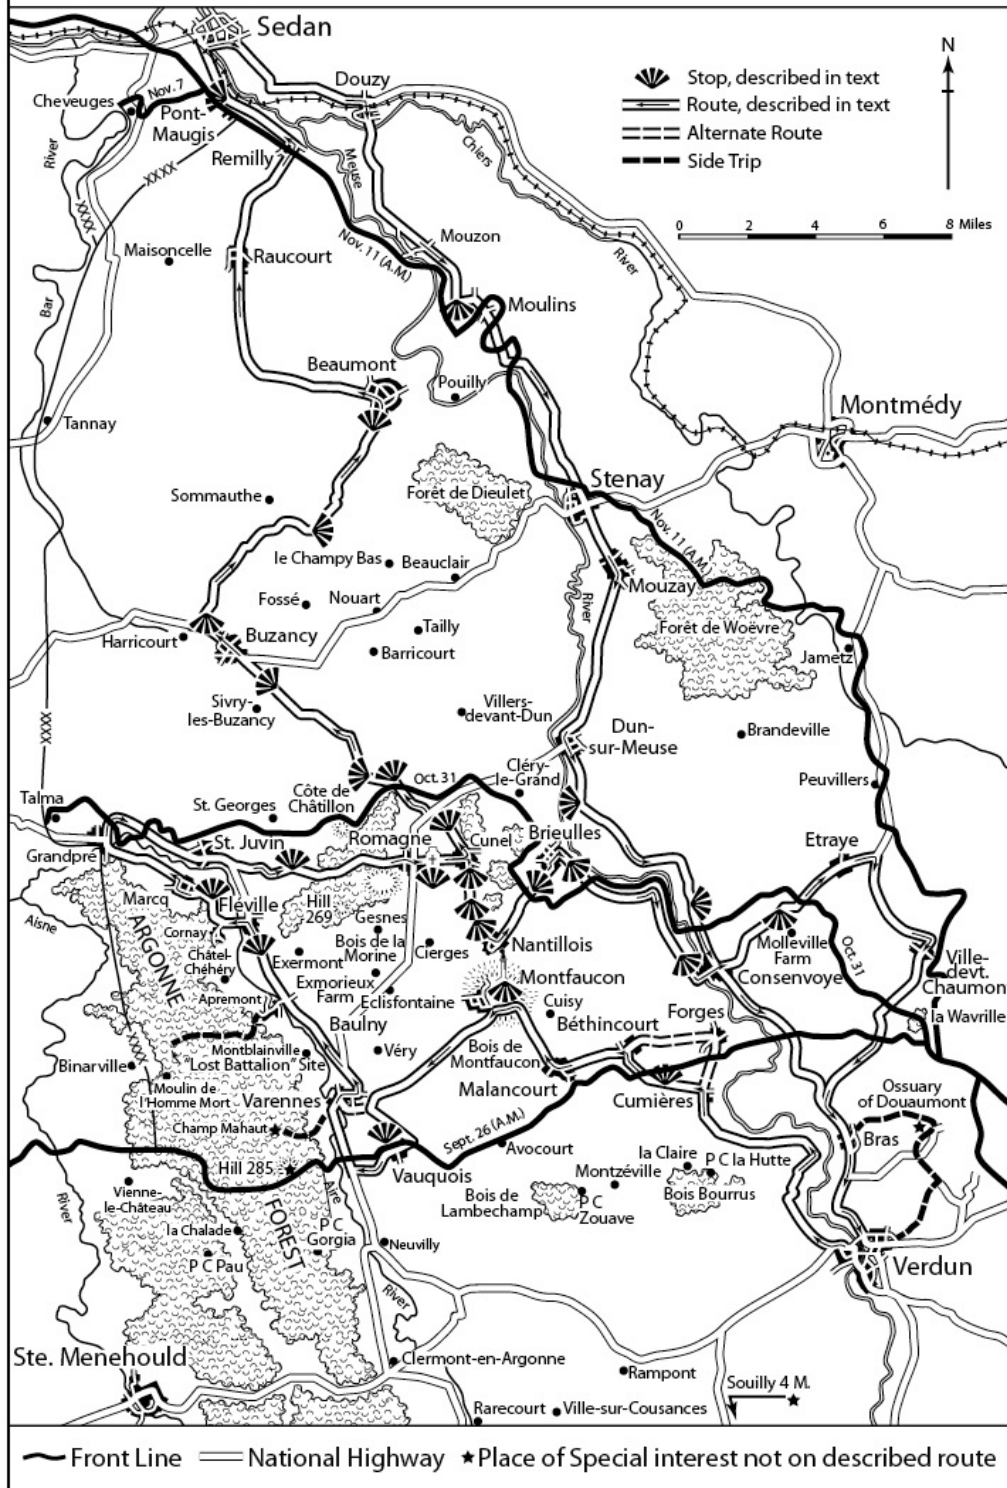 Sedan
N
Douzy
Stop, described in text
Route, described in text
Alternate Route
Side Trip
Cheveuges
Nov. 7
Pont-
Maugis
Remilly
River
XXXX
XXXX
Meuse
Chiers
River
0 2 4 6 8 Miles
Maisoncelle
Raucourt
Nov. 11 (A.M.)
Mouzon
Bar
Moulins
Beaumont
Pouilly
Montmédy
Tannay
Sommauthe
Forêt de Dieulet
Stenay
Nov. 11 (A.M.)
le Champy Bas
Beauclair
Fossé
Nouart
Mouzay
River
Harricourt
Buzancy
Tailly
Barricourt
Forêt de Woëvre
Jametz
Sivry-
les-Buzancy
Villers-
devant-Dun
Dun-
sur-Meuse
Brandeville
XXXX
Cléry-
le-Grand
Peuvillers
Talma
St. Georges
Côte de
Châtillon
Oct. 31
Grandpré
St. Juvin
Romagne
Cunel
Brieulles
Etraye
Marcq
Fléville
Hill
269
Aisne
ARGONNE
Cornay
Gesnes
Châtel-
Chéhéry
Exermont
Bois de la
Morine
Cierges
Nantillois
Molleville
Farm
Oct. 31
Ville-
devt.
Chaumont
Consenvoye
Apremont
Exmorieux
Farm
Eclisfontaine
Montfaucon
Cuisy
la Wavrille
Baulny
Béthincourt
Forges
XXXX
Binarville
Montblainville
"Lost Battalion" Site
Véry
Bois de
Montfaucon
Malancourt
Moulin de
l'Homme Mort
Varennes
Cumières
Ossuary
of Douaumont
Champ Mahaut
Sept. 26 (A.M.)
Avocourt
Bras
Hill 285
Vauquois
la Claire
P C la Hutte
Montzéville
Bois Bourrus
Vienne-
le-Château
River
Aire
Bois de
Lambechamp
P C
Zouave
la Chalade
FOREST
P C
Gorgia
Neuvilly
P C Pau
Verdun
River
Ste. Menehould
Clermont-en-Argonne
Rampont
Souilly 4 M.
Rarecourt
Ville-sur-Cousances
Front Line
National Highway
Place of Special interest not on described route